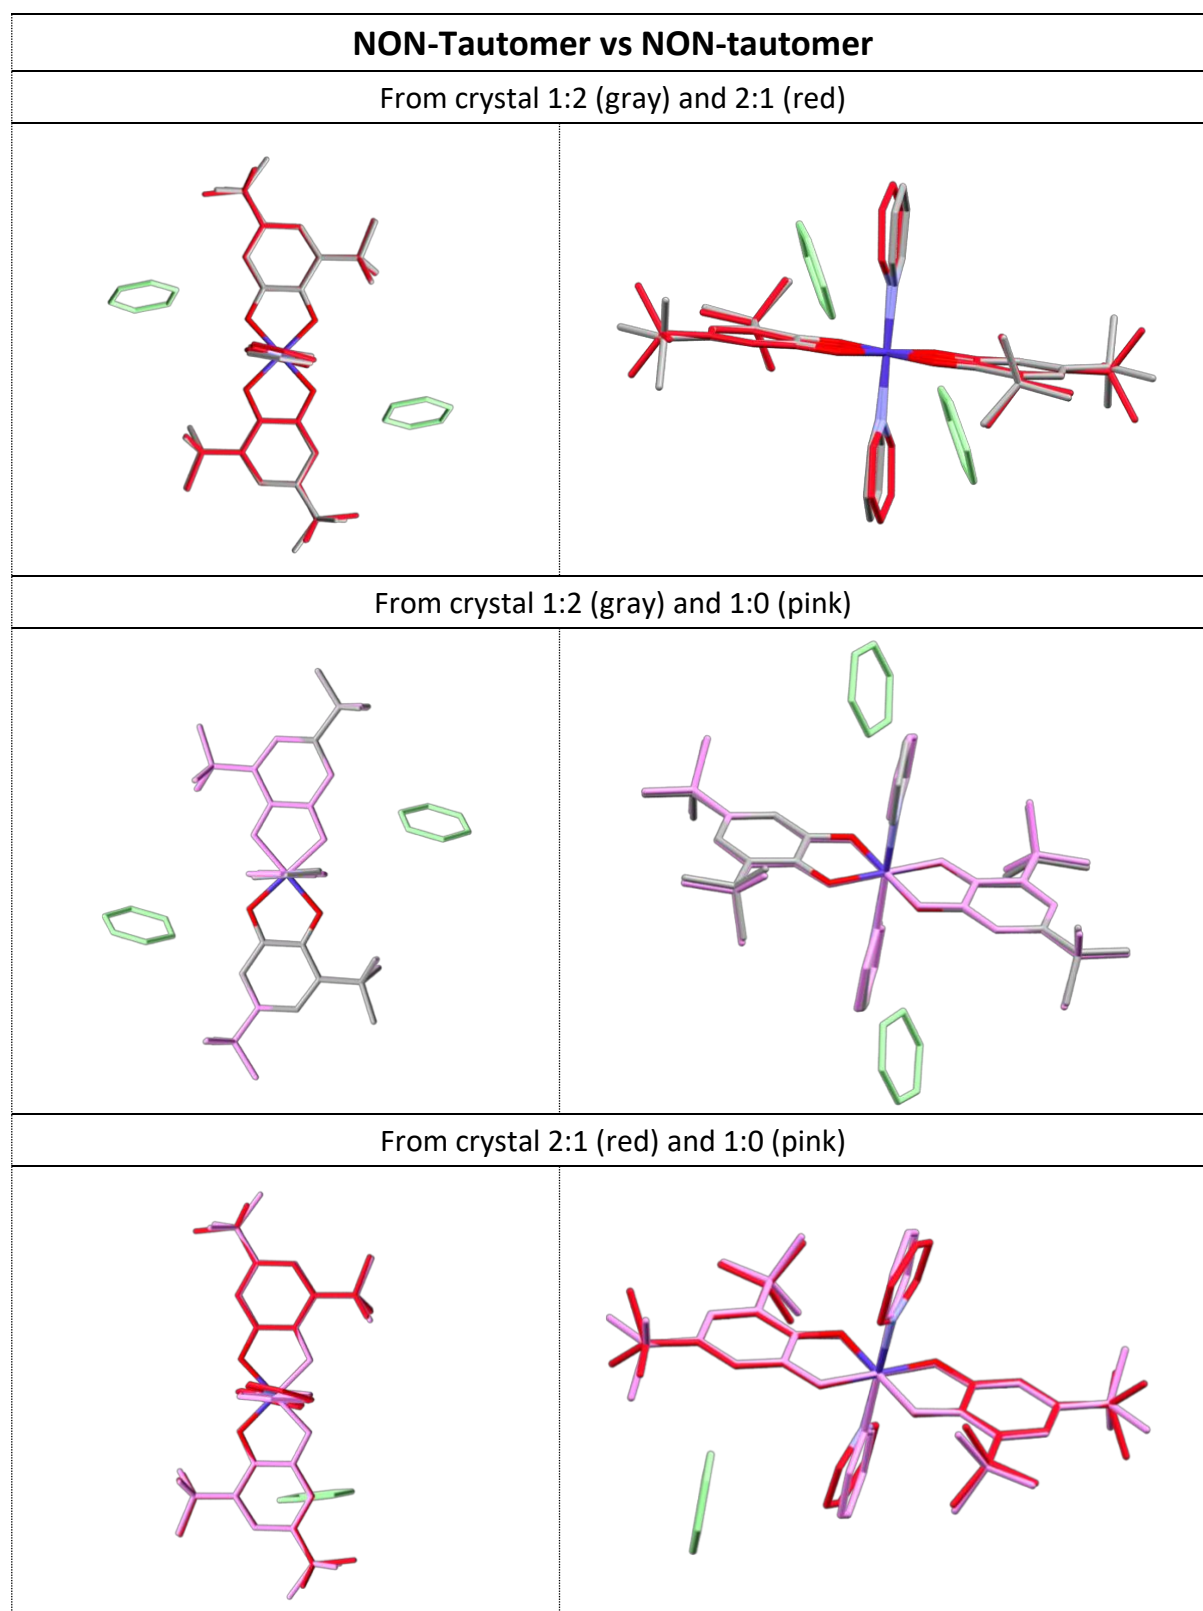 NON-Tautomer vs NON-tautomer
From crystal 1:2 (gray) and 2:1 (red)
From crystal 1:2 (gray) and 1:0 (pink)
From crystal 2:1 (red) and 1:0 (pink)